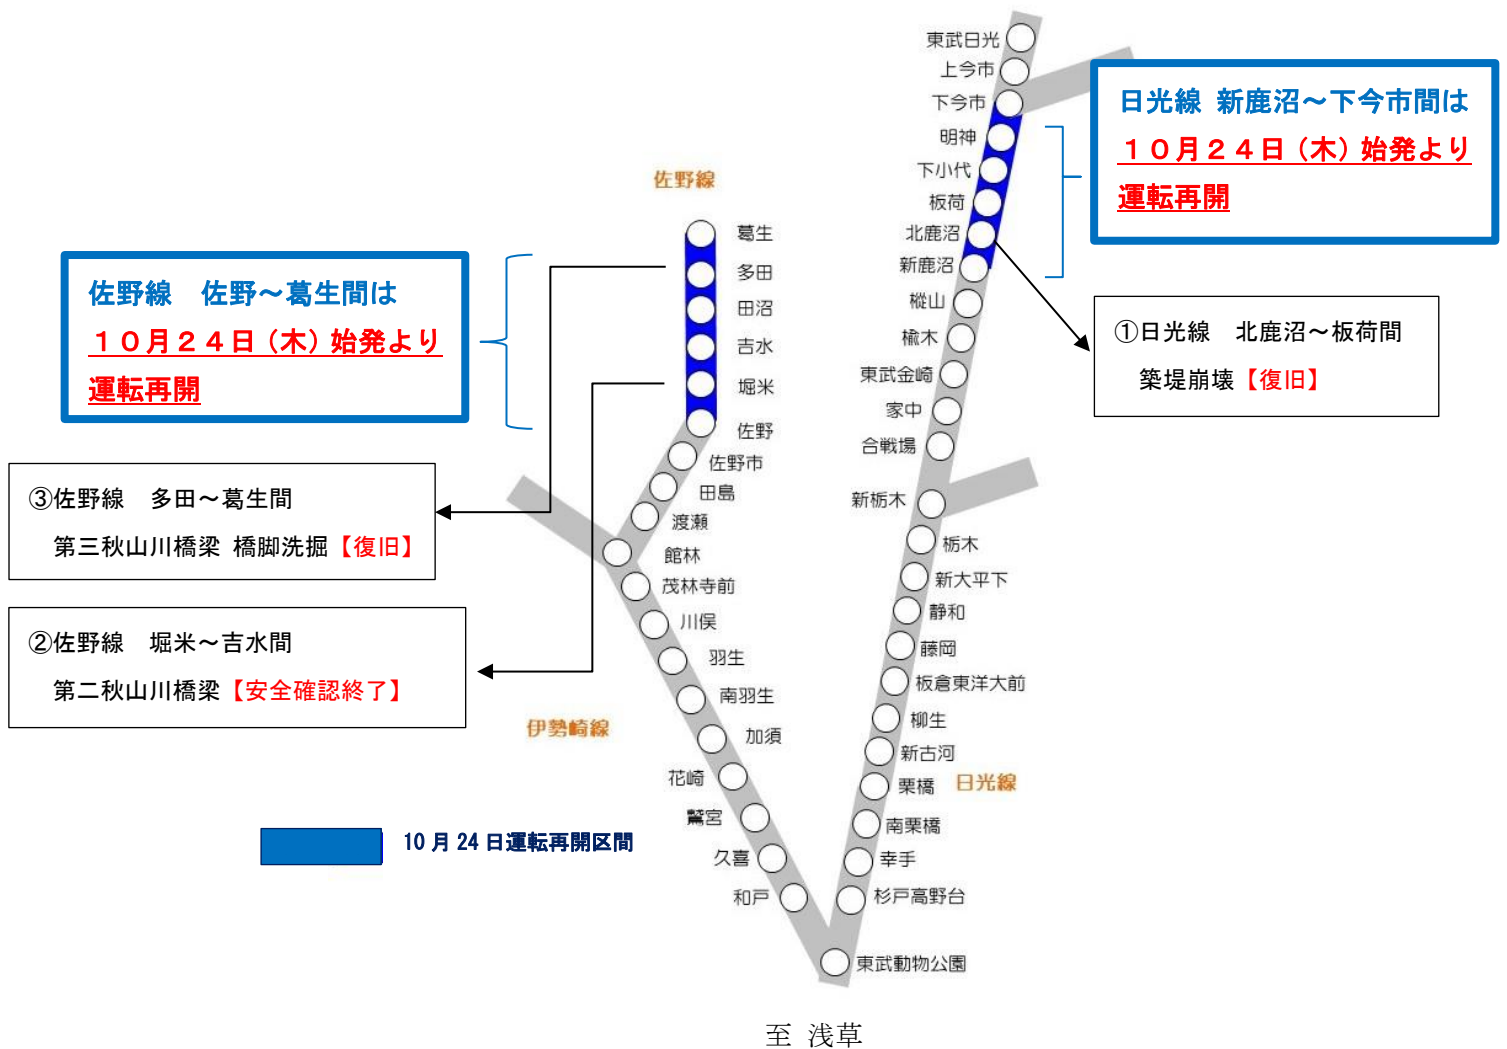 東武日光
上今市
下今市
明神
下小代
板荷
北鹿沼
新鹿沼
樅山
楡木
東武金崎
家中
合戦場
新栃木
栃木
新大平下
静和
藤岡
板倉東洋大前
柳生
新古河
栗橋
南栗橋
幸手
杉戸高野台
東武動物公園
日光線
日光線 新鹿沼～下今市間は
１０月２４日（木）始発より
運転再開
①日光線　北鹿沼～板荷間
築堤崩壊【復旧】
佐野線
葛生
多田
田沼
吉水
堀米
佐野
佐野市
田島
渡瀬
館林
茂林寺前
川俣
羽生
南羽生
加須
花崎
鷲宮
久喜
和戸
伊勢崎線
佐野線　佐野～葛生間は
１０月２４日（木）始発より
運転再開
③佐野線　多田～葛生間
第三秋山川橋梁 橋脚洗掘【復旧】
②佐野線　堀米～吉水間
第二秋山川橋梁【安全確認終了】
10月24日運転再開区間
至 浅草